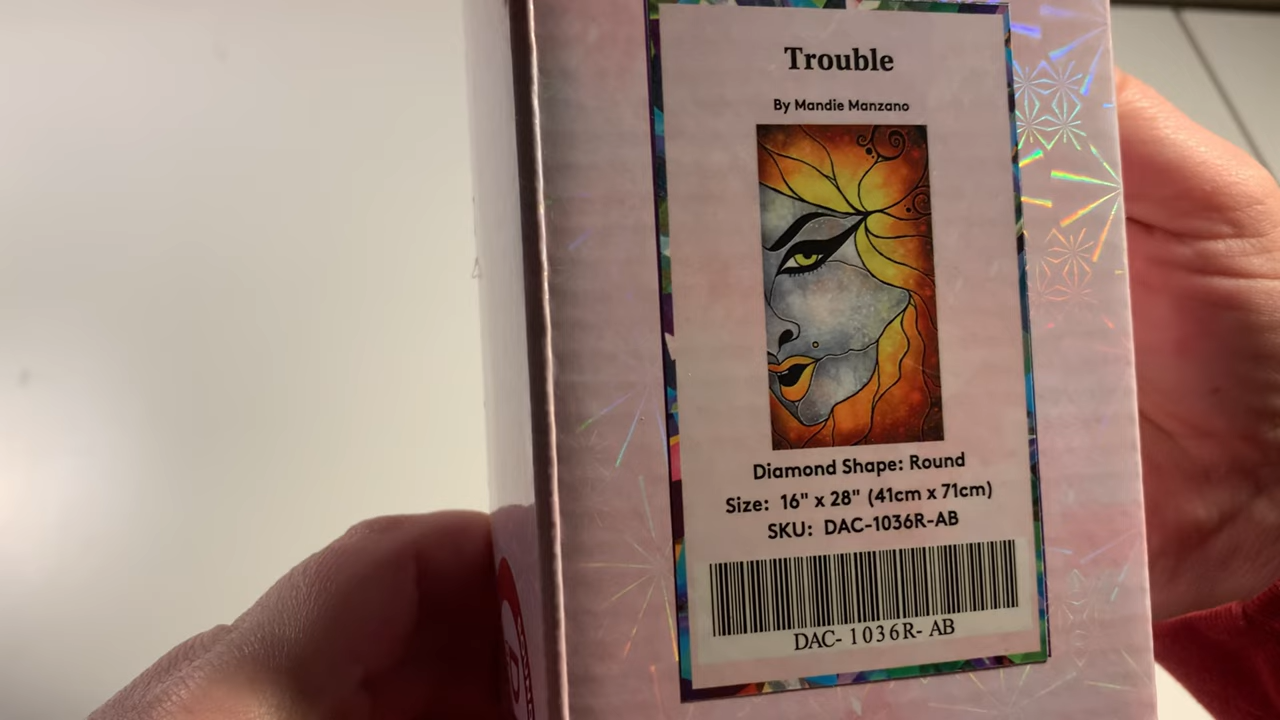 Trouble
By Mandie Manzano
Diamond Shape: Round
Size: 16" x 28" (41cm x 71cm)
SKU: DAC-1036R-AB
DAC- 1036R- AB